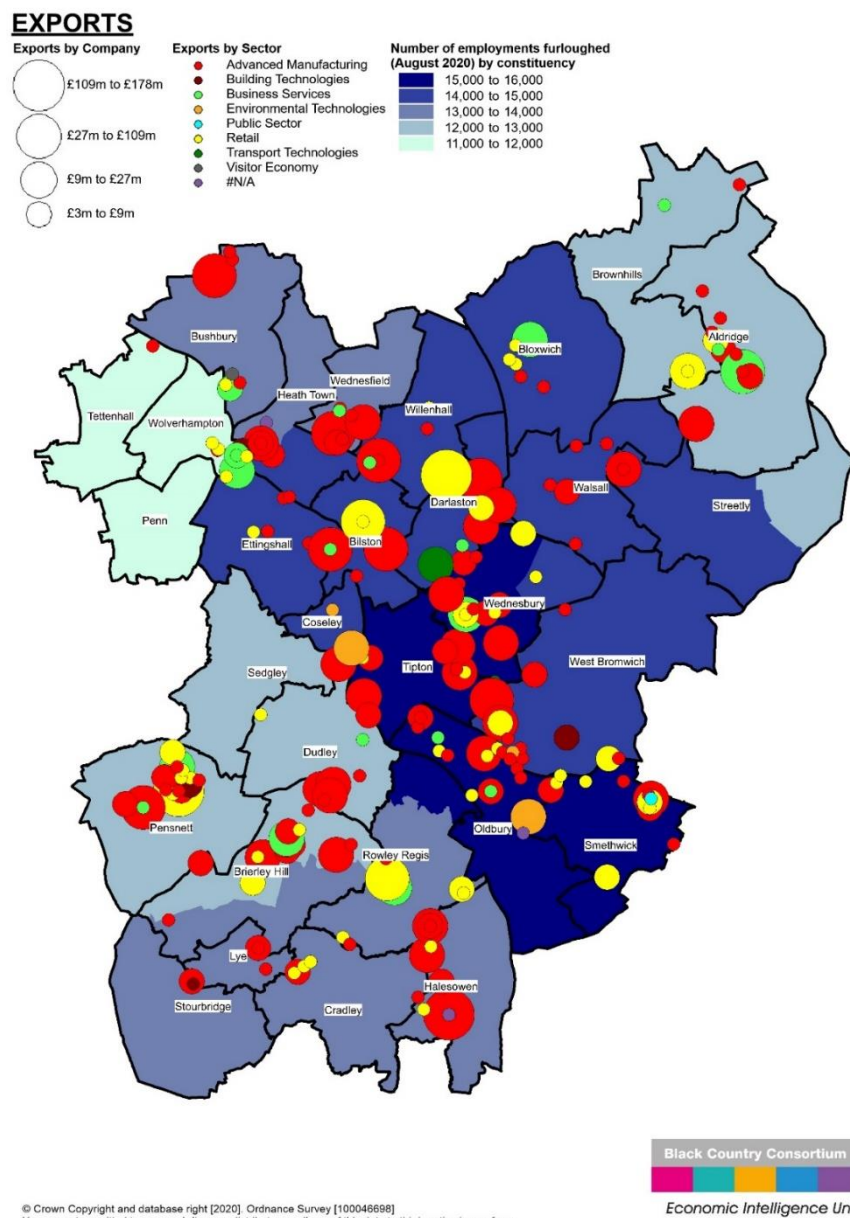 EXPORTS
Exports by Company
£109m to £178m
£27m to £109m
£9m to £27m
£3m to £9m
Exports by Sector
Advanced Manufacturing
Building Technologies
Business Services
Environmental Technologies
Public Sector
Retail
Transport Technologies
Visitor Economy
#N/A
Number of employments furloughed
(August 2020) by constituency
15,000 to 16,000
14,000 to 15,000
13,000 to 14,000
12,000 to 13,000
11,000 to 12,000
Brownhills
Bushbury
Aldridge
Bloxwich
Wednesfield
Heath Town
Willenhall
Tettenhall
Wolverhampton
Walsall
Darlaston
Streetly
Penn
Ettingshall
Bilston
Wednesbury
Coseley
West Bromwich
Tipton
Sedgley
Dudley
Pensnett
Oldbury
Smethwick
Rowley Regis
Brierley Hill
Lye
Halesowen
Stourbridge
Cradley
Black Country Consortium
Economic Intelligence Un
© Crown Copyright and database right [2020]. Ordnance Survey [100046698]